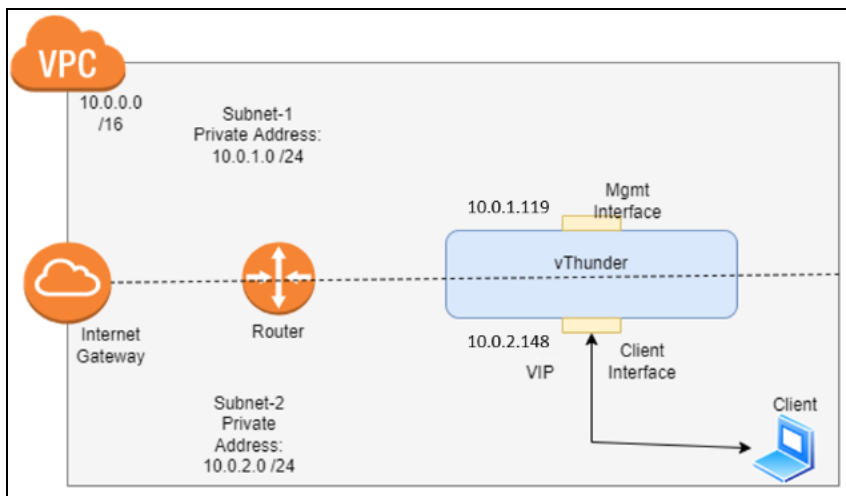 VPC
10.0.0.0
/16
Subnet-1
Private Address:
10.0.1.0 /24
10.0.1.119
Mgmt
Interface
vThunder
Internet
Gateway
Router
10.0.2.148
VIP
Client
Interface
Subnet-2
Private
Address:
10.0.2.0 /24
Client